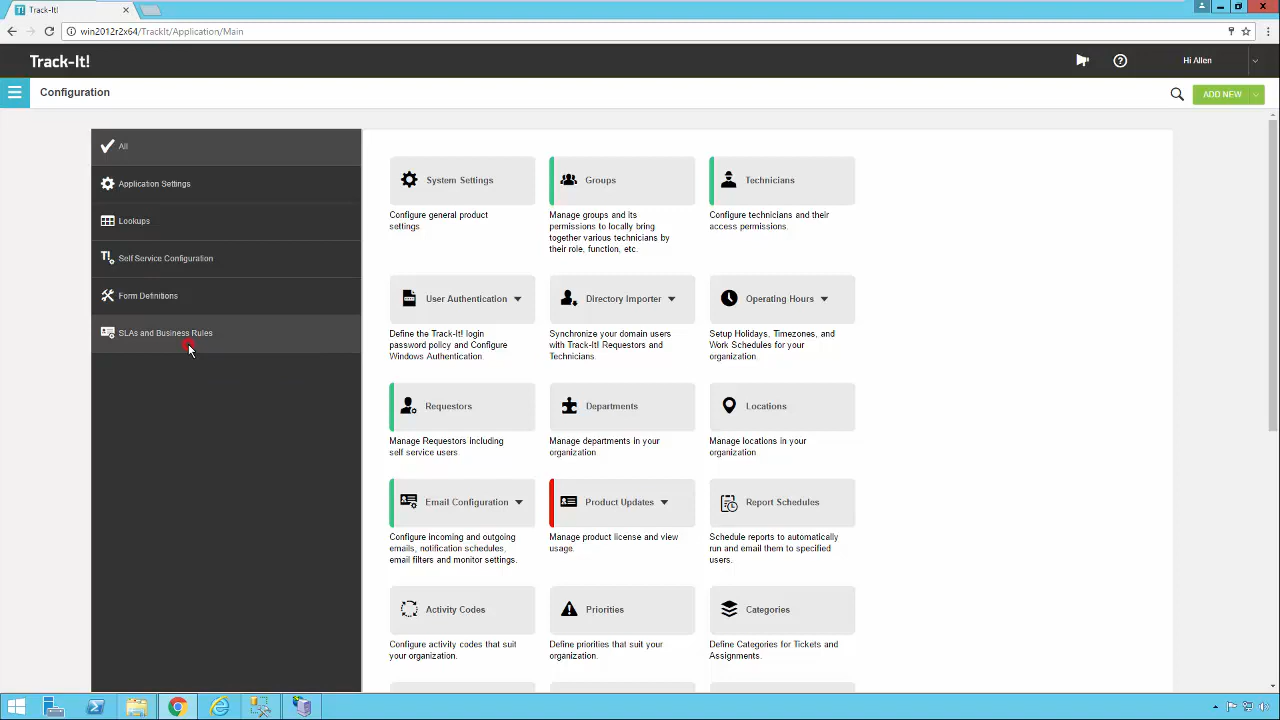 Track-It!
win2012r2x64/TrackIt/Application/Main
Track-It!
Hi Allen
Configuration
ADD NEW
All
Application Settings
Lookups
Self Service Configuration
Form Definitions
SLAs and Business Rules
System Settings
Configure general product
settings.
Groups
Manage groups and its
permissions to locally bring
together various technicians by
their role, function, etc.
Technicians
Configure technicians and their
access permissions.
User Authentication
Define the Track-It! login
password policy and Configure
Windows Authentication.
Directory Importer
Synchronize your domain users
with Track-It! Requestors and
Technicians
Operating Hours
Setup Holidays, Timezones, and
Work Schedules for your
organization.
Requestors
Manage Requestors including
self service users
Departments
Manage departments in your
organization
Locations
Manage locations in your
organization
Email Configuration
Configure incoming and outgoing
emails, notification schedules,
email filters and monitor settings.
Product Updates
Manage product license and view
usage.
Report Schedules
Schedule reports to automatically
run and email them to specified
users.
Activity Codes
Configure activity codes that suit
your organization.
Priorities
Define priorities that suit your
organization.
Categories
Define Categories for Tickets and
Assignments.